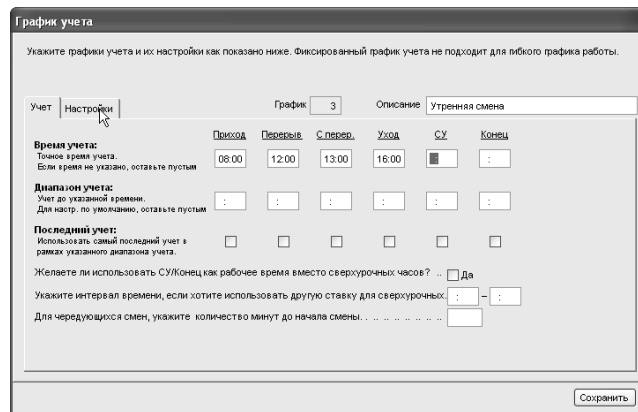 График учета
Укажите графики учета и их настройки как показано ниже. Фиксированный график учета не подходит для гибкого графика работы.
Учет Настройки График 3 Описание Утренняя смена
Приход Перерыв С перер. Уход СУ Конец
Время учета:
Точное время учета. 08:00 12:00 13:00 16:00 : :
Если время не указано, оставьте пустым
Диапазон учета:
Учет до указанной времени. : : : : : :
Для настр. по умолчанию, оставьте пустым
Последний учет:
Использовать самый последний учет в
рамках указанного диапазона учета.
Желаете ли использовать СУ/Конец как рабочее время вместо сверхурочных часов? .. Да
Укажите интервал времени, если хотите использовать другую ставку для сверхурочных. : – :
Для чередующихся смен, укажите количество минут до начала смены. . .. .. .. .. .. .. ..
Сохранить